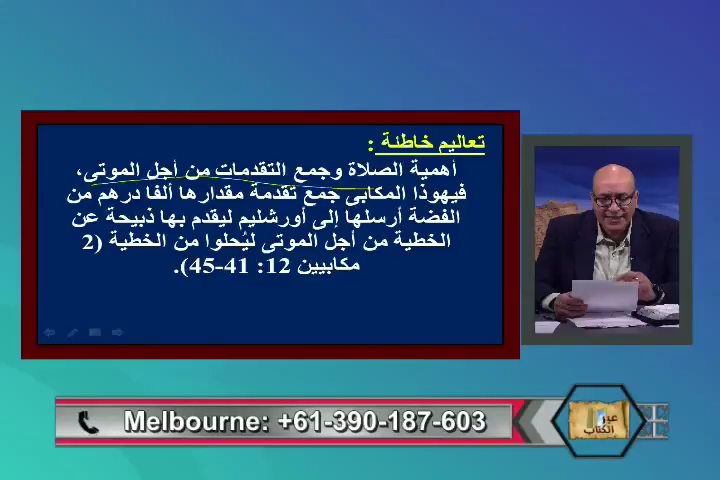 تعاليم خاطئة :
أهمية الصلاة وجمع التقدمات من أجل الموتى،
فيهوذا المكابى جمع تقدمة مقدارها ألفا درهم من
الفضة أرسلها إلى أورشليم ليقدم بها ذبيحة عن
الخطية من أجل الموتى ليُحلوا من الخطية (2
مكابيين 12: 41-45).
Melbourne: +61-390-187-603
عبر الكتاب